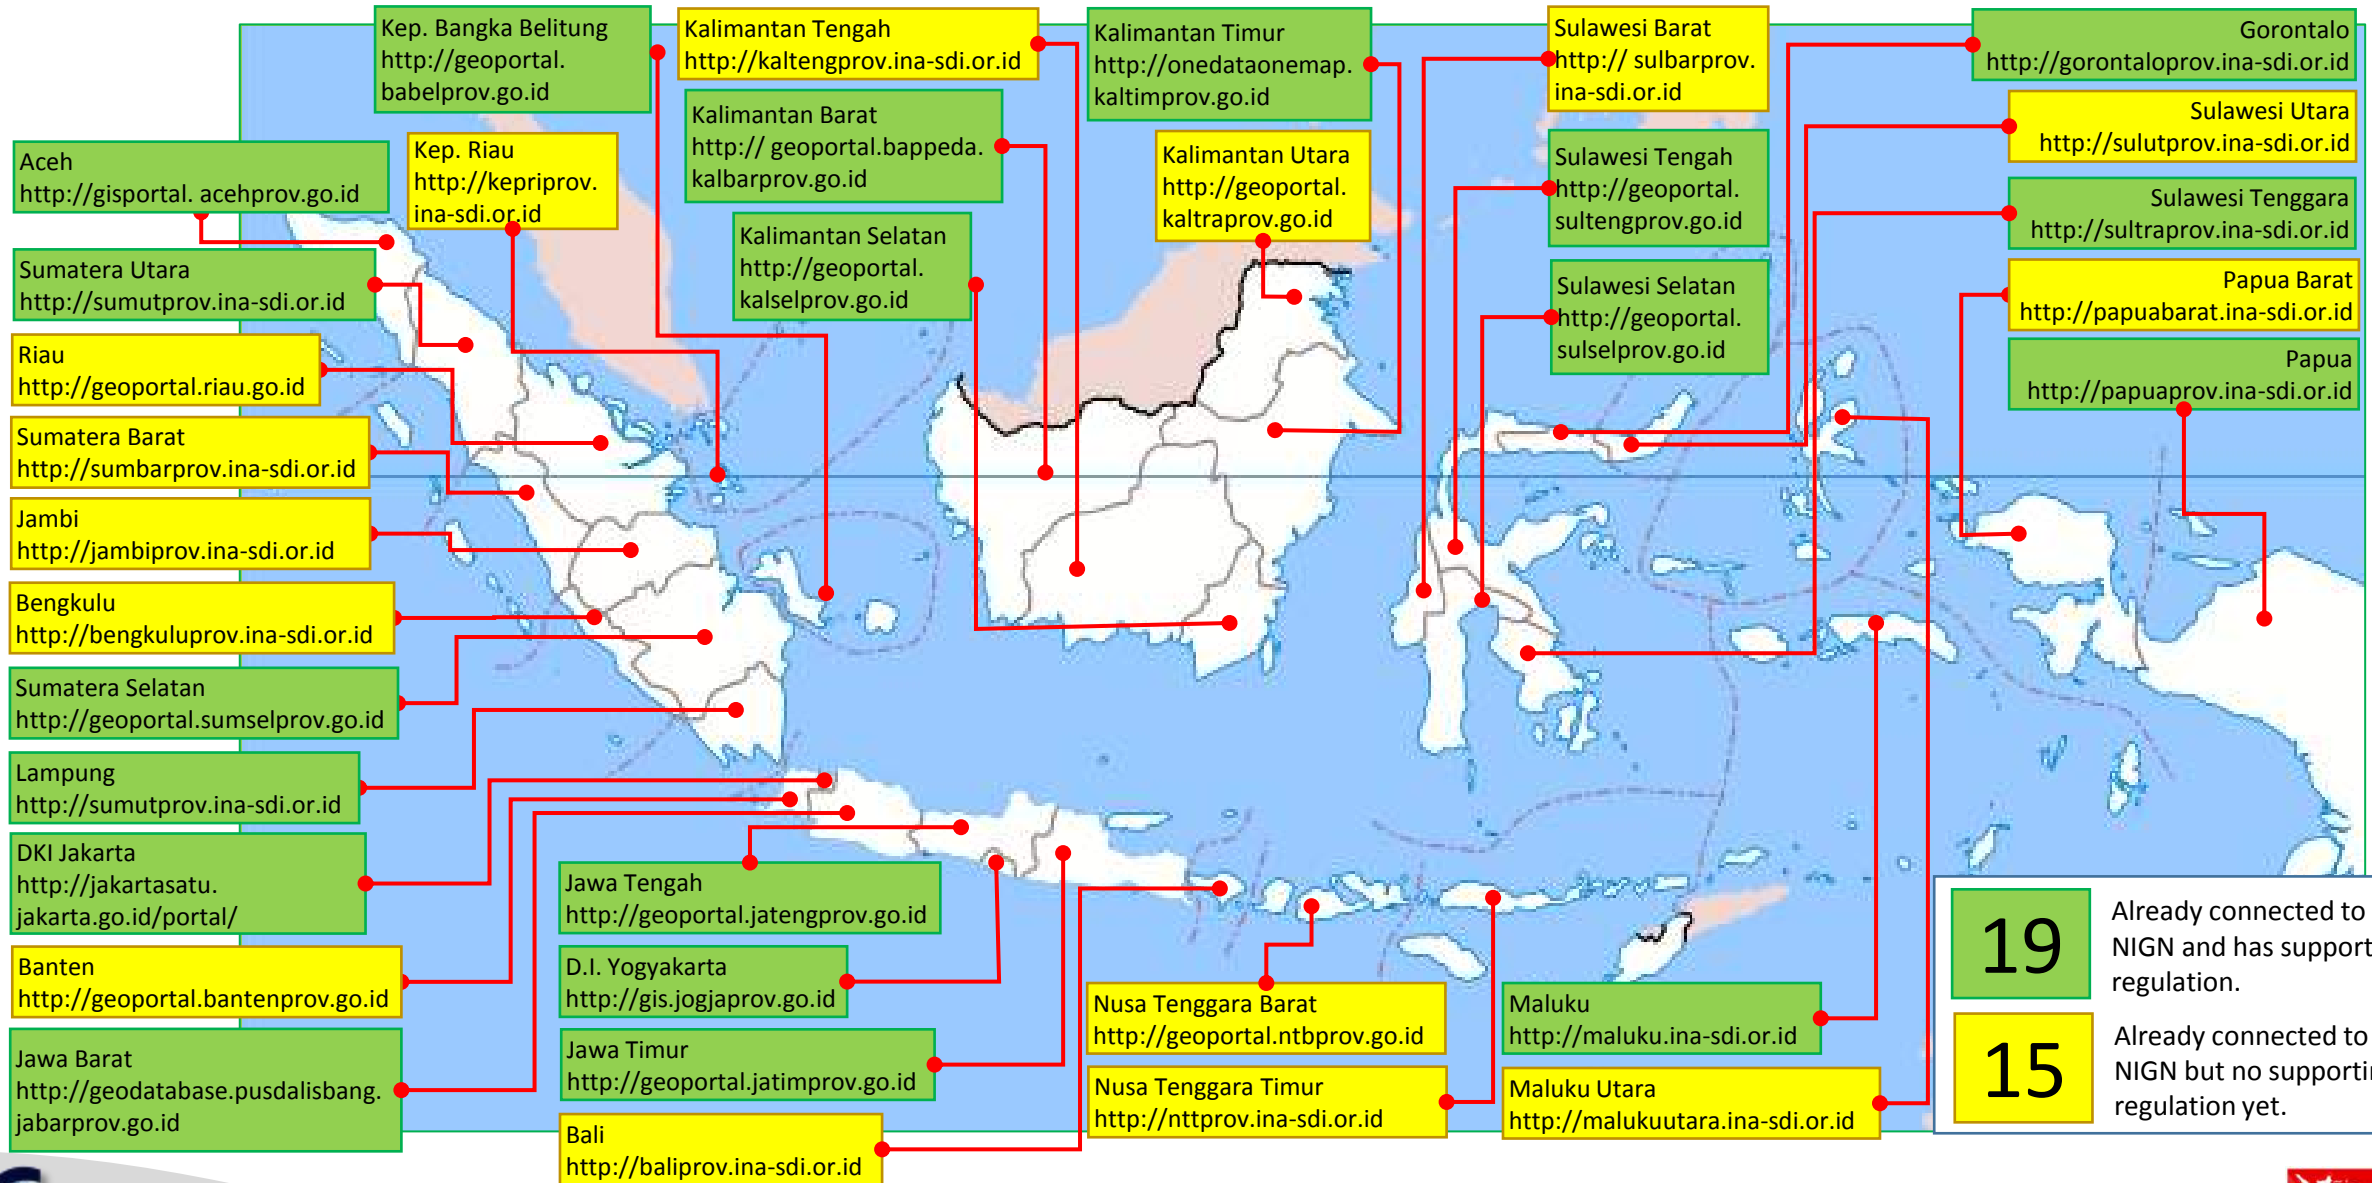 Kep. Bangka Belitung
http://geoportal.
babelprov.go.id
Kalimantan Tengah
http://kaltengprov.ina-sdi.or.id
Kalimantan Timur
http://onedataonemap.
kaltimprov.go.id
Sulawesi Barat
http:// sulbarprov.
ina-sdi.or.id
Gorontalo
http://gorontaloprov.ina-sdi.or.id
Kalimantan Barat
http:// geoportal.bappeda.
kalbarprov.go.id
Sulawesi Utara
http://sulutprov.ina-sdi.or.id
Aceh
http://gisportal. acehprov.go.id
Kep. Riau
http://kepriprov.
ina-sdi.or.id
Kalimantan Utara
http://geoportal.
kaltraprov.go.id
Sulawesi Tengah
http://geoportal.
sultengprov.go.id
Sulawesi Tenggara
http://sultraprov.ina-sdi.or.id
Kalimantan Selatan
http://geoportal.
kalselprov.go.id
Sumatera Utara
http://sumutprov.ina-sdi.or.id
Sulawesi Selatan
http://geoportal.
sulselprov.go.id
Papua Barat
http://papuabarat.ina-sdi.or.id
Riau
http://geoportal.riau.go.id
Papua
http://papuaprov.ina-sdi.or.id
Sumatera Barat
http://sumbarprov.ina-sdi.or.id
Jambi
http://jambiprov.ina-sdi.or.id
Bengkulu
http://bengkuluprov.ina-sdi.or.id
Sumatera Selatan
http://geoportal.sumselprov.go.id
Lampung
http://sumutprov.ina-sdi.or.id
DKI Jakarta
http://jakartasatu.
jakarta.go.id/portal/
Banten
http://geoportal.bantenprov.go.id
Jawa Barat
http://geodatabase.pusdalisbang.
jabarprov.go.id
Jawa Tengah
http://geoportal.jatengprov.go.id
D.I. Yogyakarta
http://gis.jogjaprov.go.id
Jawa Timur
http://geoportal.jatimprov.go.id
Bali
http://baliprov.ina-sdi.or.id
Nusa Tenggara Barat
http://geoportal.ntbprov.go.id
Nusa Tenggara Timur
http://nttprov.ina-sdi.or.id
Maluku
http://maluku.ina-sdi.or.id
Maluku Utara
http://malukuutara.ina-sdi.or.id
19
Already connected to
NIGN and has support
regulation.
15
Already connected to
NIGN but no supportin
regulation yet.